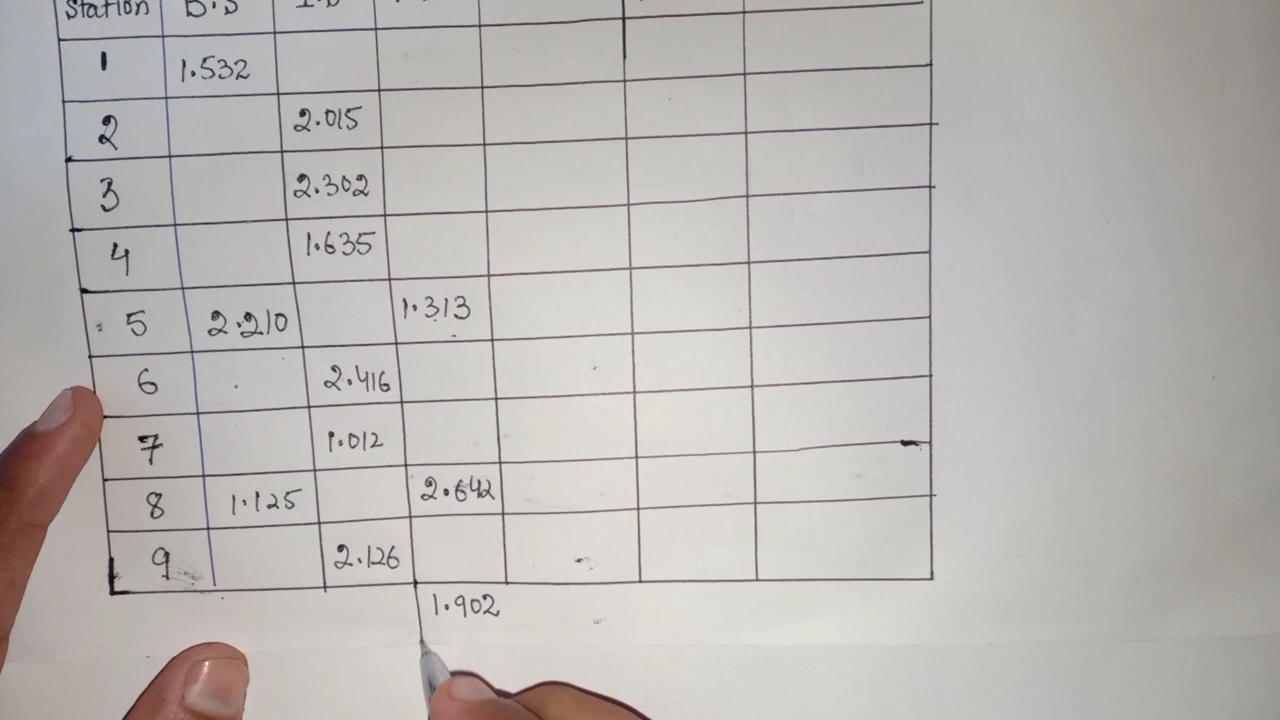 Station B.S
1 1.532
2 2.015
3 2.302
4 1.635
5 2.210 1.313
6 2.416
7 1.012
8 1.125 2.642
9 2.126
1.902